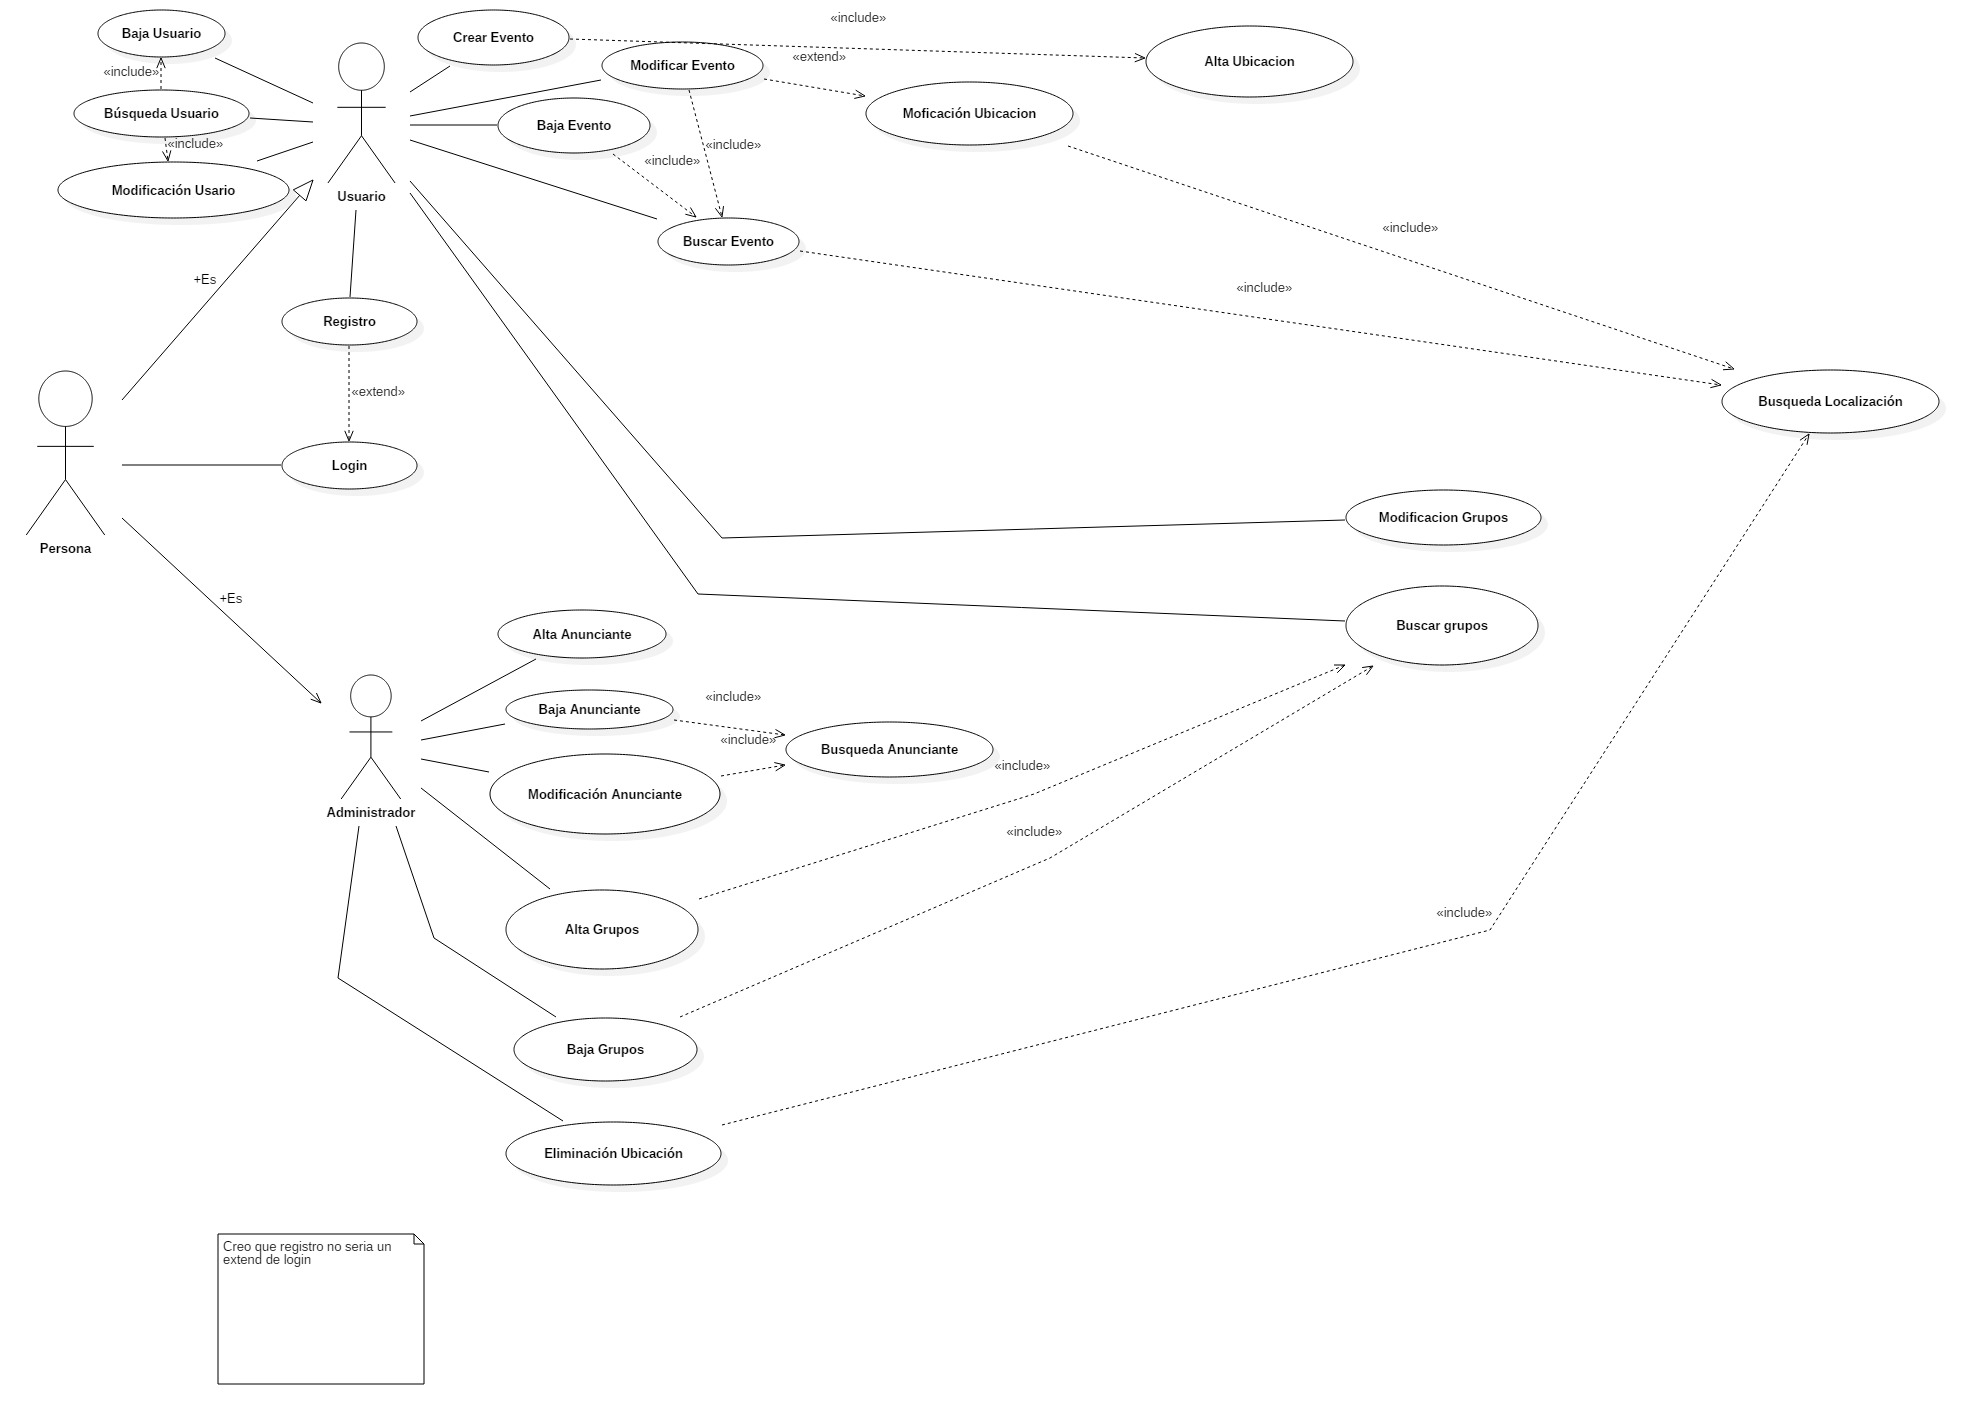 Baja Usuario
«include»
Búsqueda Usuario
«include»
Modificación Usario
Usuario
Crear Evento
«include»
Alta Ubicacion
Modificar Evento
«extend»
Moficación Ubicacion
Baja Evento
«include»
«include»
Buscar Evento
«include»
«include»
Busqueda Localización
+Es
Registro
«extend»
Login
Persona
+Es
Modificacion Grupos
Buscar grupos
Alta Anunciante
Baja Anunciante
«include»
«include»
Busqueda Anunciante
Modificación Anunciante
Administrador
«include»
«include»
Alta Grupos
«include»
Baja Grupos
Eliminación Ubicación
Creo que registro no seria un
extend de login